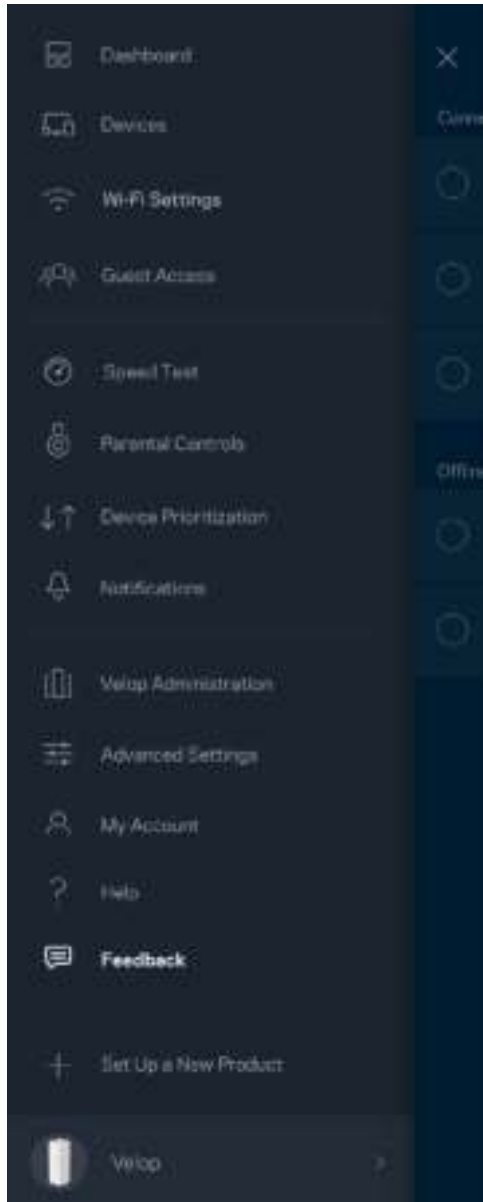 Dashboard
Devices
Wi-Fi Settings
Guest Access
Speed Test
Parental Controls
Device Prioritization
Notifications
Velop Administration
Advanced Settings
My Account
Help
Feedback
Set Up a New Product
Velop